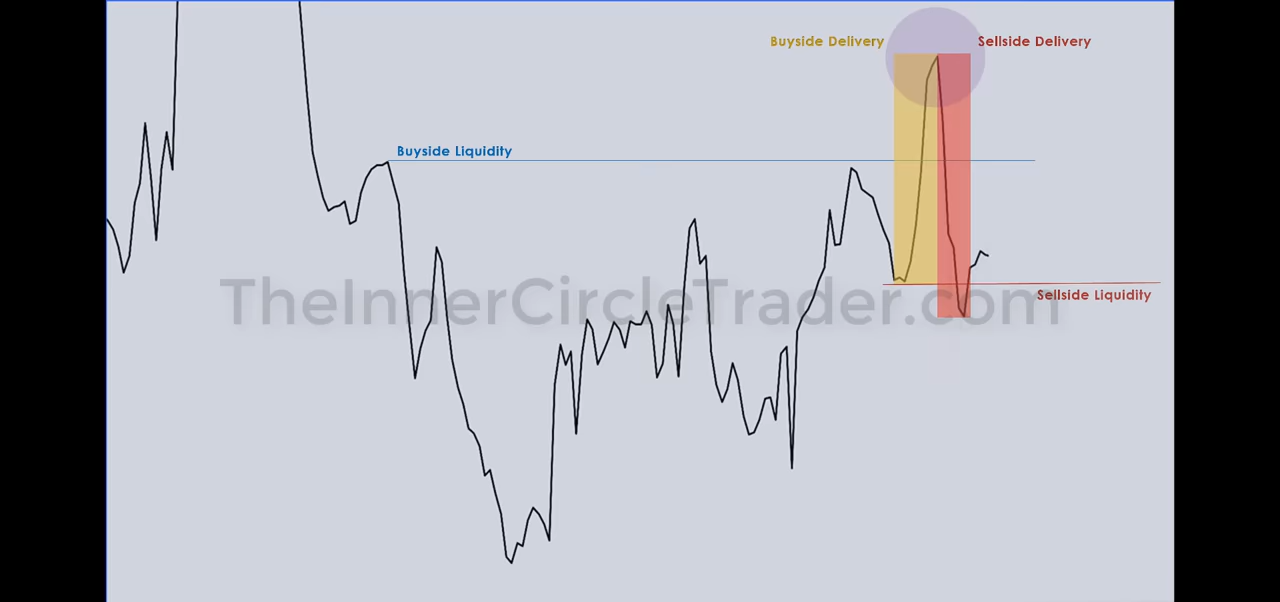 Buyside Delivery
Sellside Delivery
Buyside Liquidity
TheInnerCircleTrader.com
Sellside Liquidity